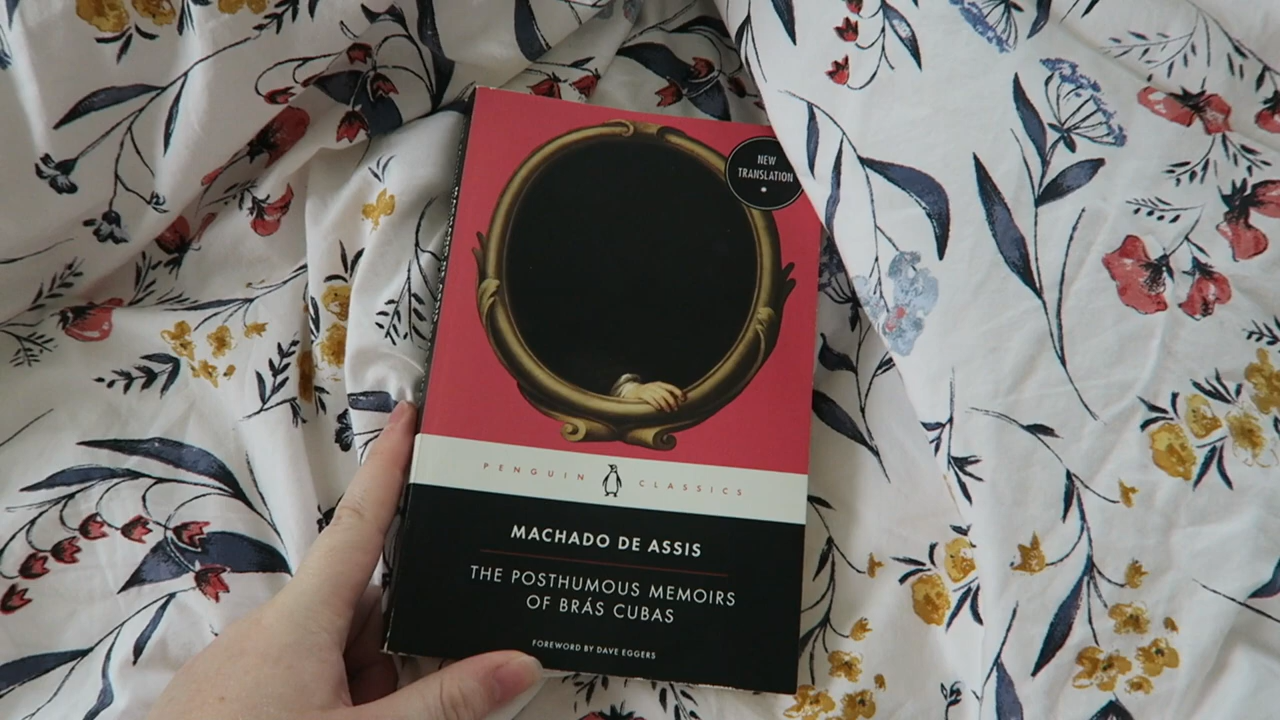 NEW
TRANSLATION
PENGUIN CLASSICS
MACHADO DE ASSIS
THE POSTHUMOUS MEMOIRS
OF BRÁS CUBAS
FOREWORD BY DAVE EGGERS